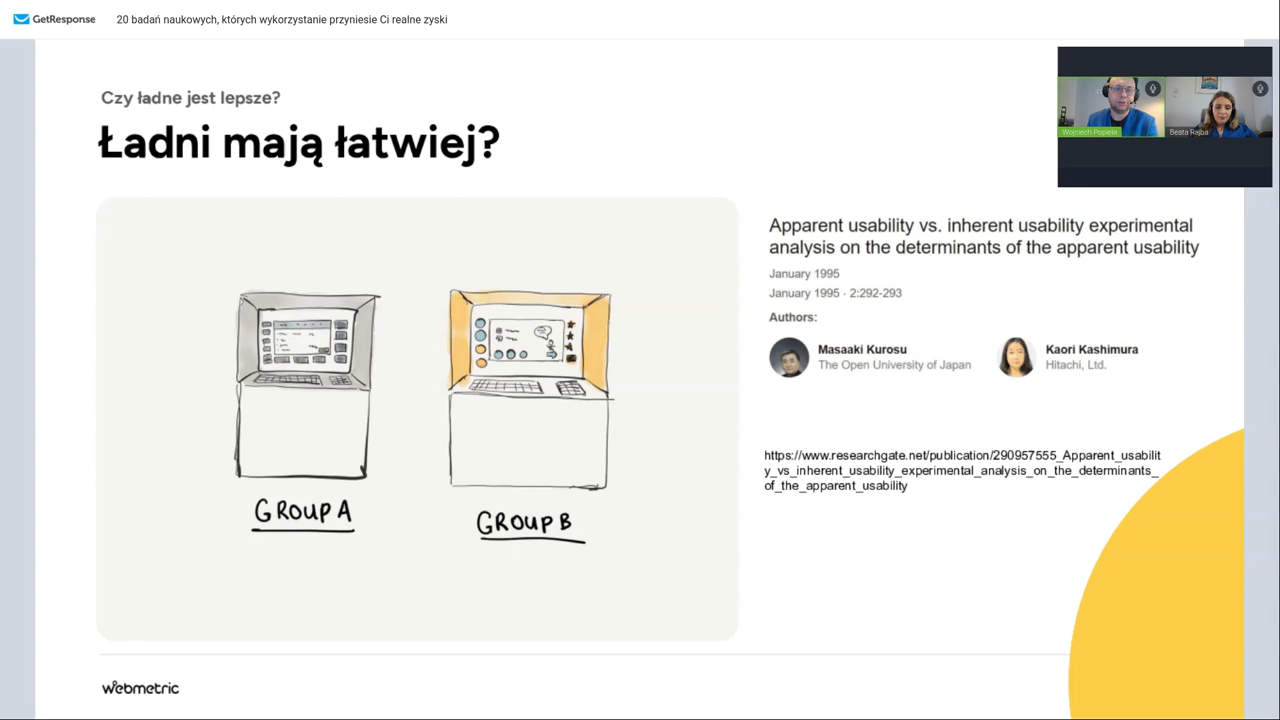 GetResponse
20 badań naukowych, których wykorzystanie przyniesie Ci realne zyski
Wojciech Popiela
Beata Rajba
Czy ładne jest lepsze?
Ładni mają łatwiej?
GROUP A
GROUP B
Apparent usability vs. inherent usability experimental
analysis on the determinants of the apparent usability
January 1995
January 1995 · 2:292-293
Authors:
Masaaki Kurosu
The Open University of Japan
Kaori Kashimura
Hitachi, Ltd.
https://www.researchgate.net/publication/290957555_Apparent_usabilit
y_vs_inherent_usability_experimental_analysis_on_the_determinants_
of_the_apparent_usability
webmetric